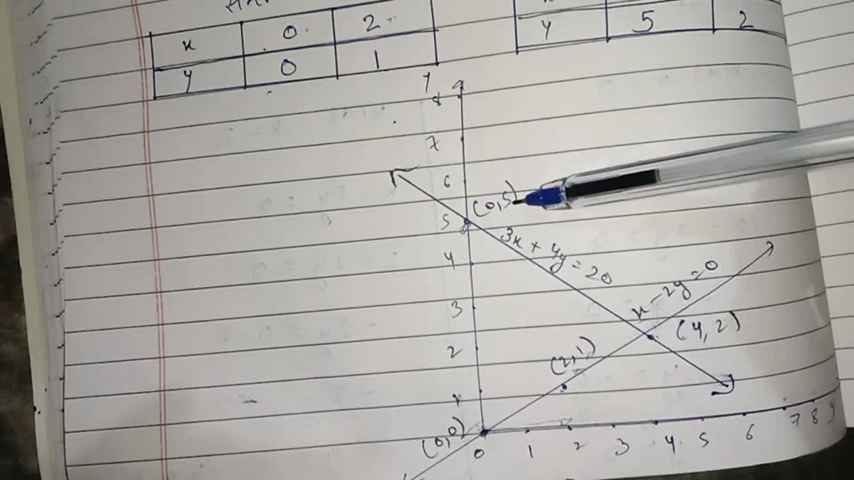 x 0 2
y 0 1
y 5 2
y
8
7
6
(0,5)
5
3x + 4y = 20
4
x - 2y = 0
3
(4,2)
2
(2,1)
1
(0,0)
0 1 2 3 4 5 6 7 8